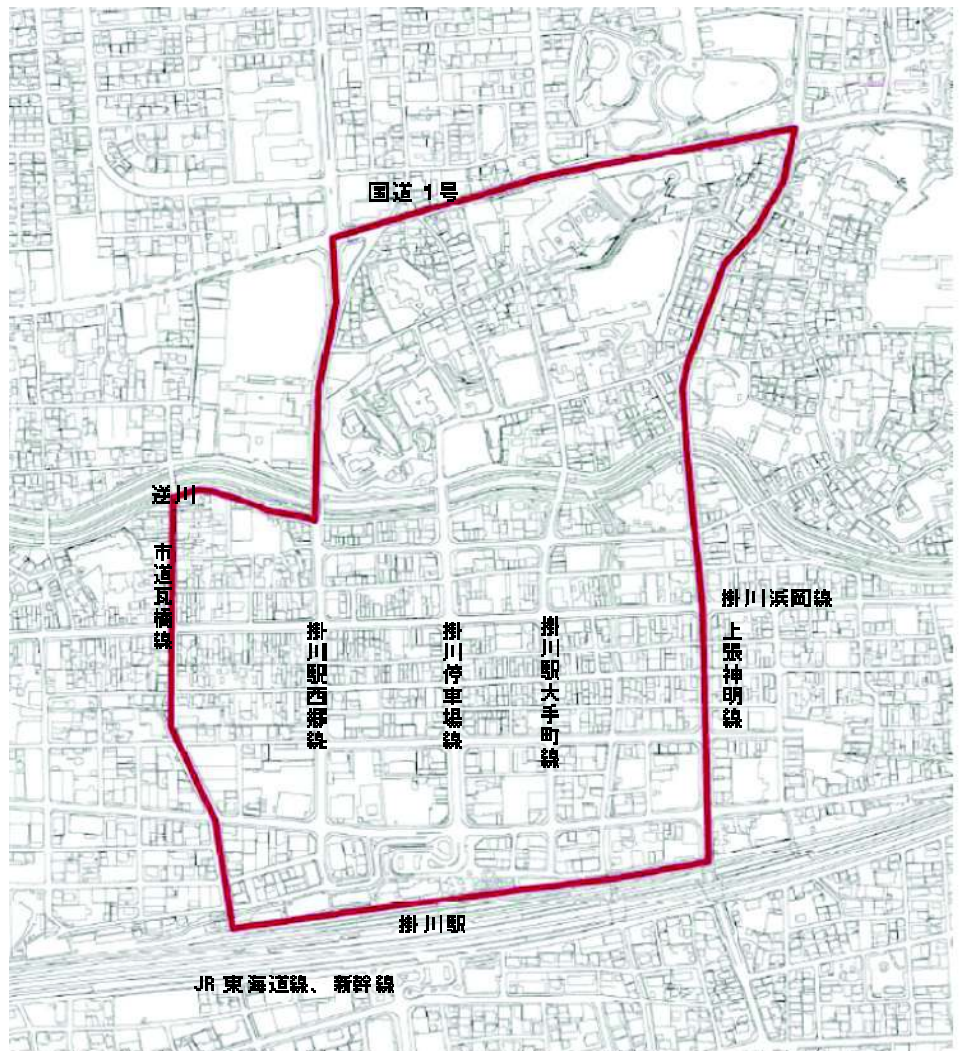 国道 1号
逆川
市道瓦橋線
掛川浜岡線
掛川駅西郷線
掛川停車場線
掛川駅大手町線
上張神明線
掛川駅
JR 東海道線、新幹線